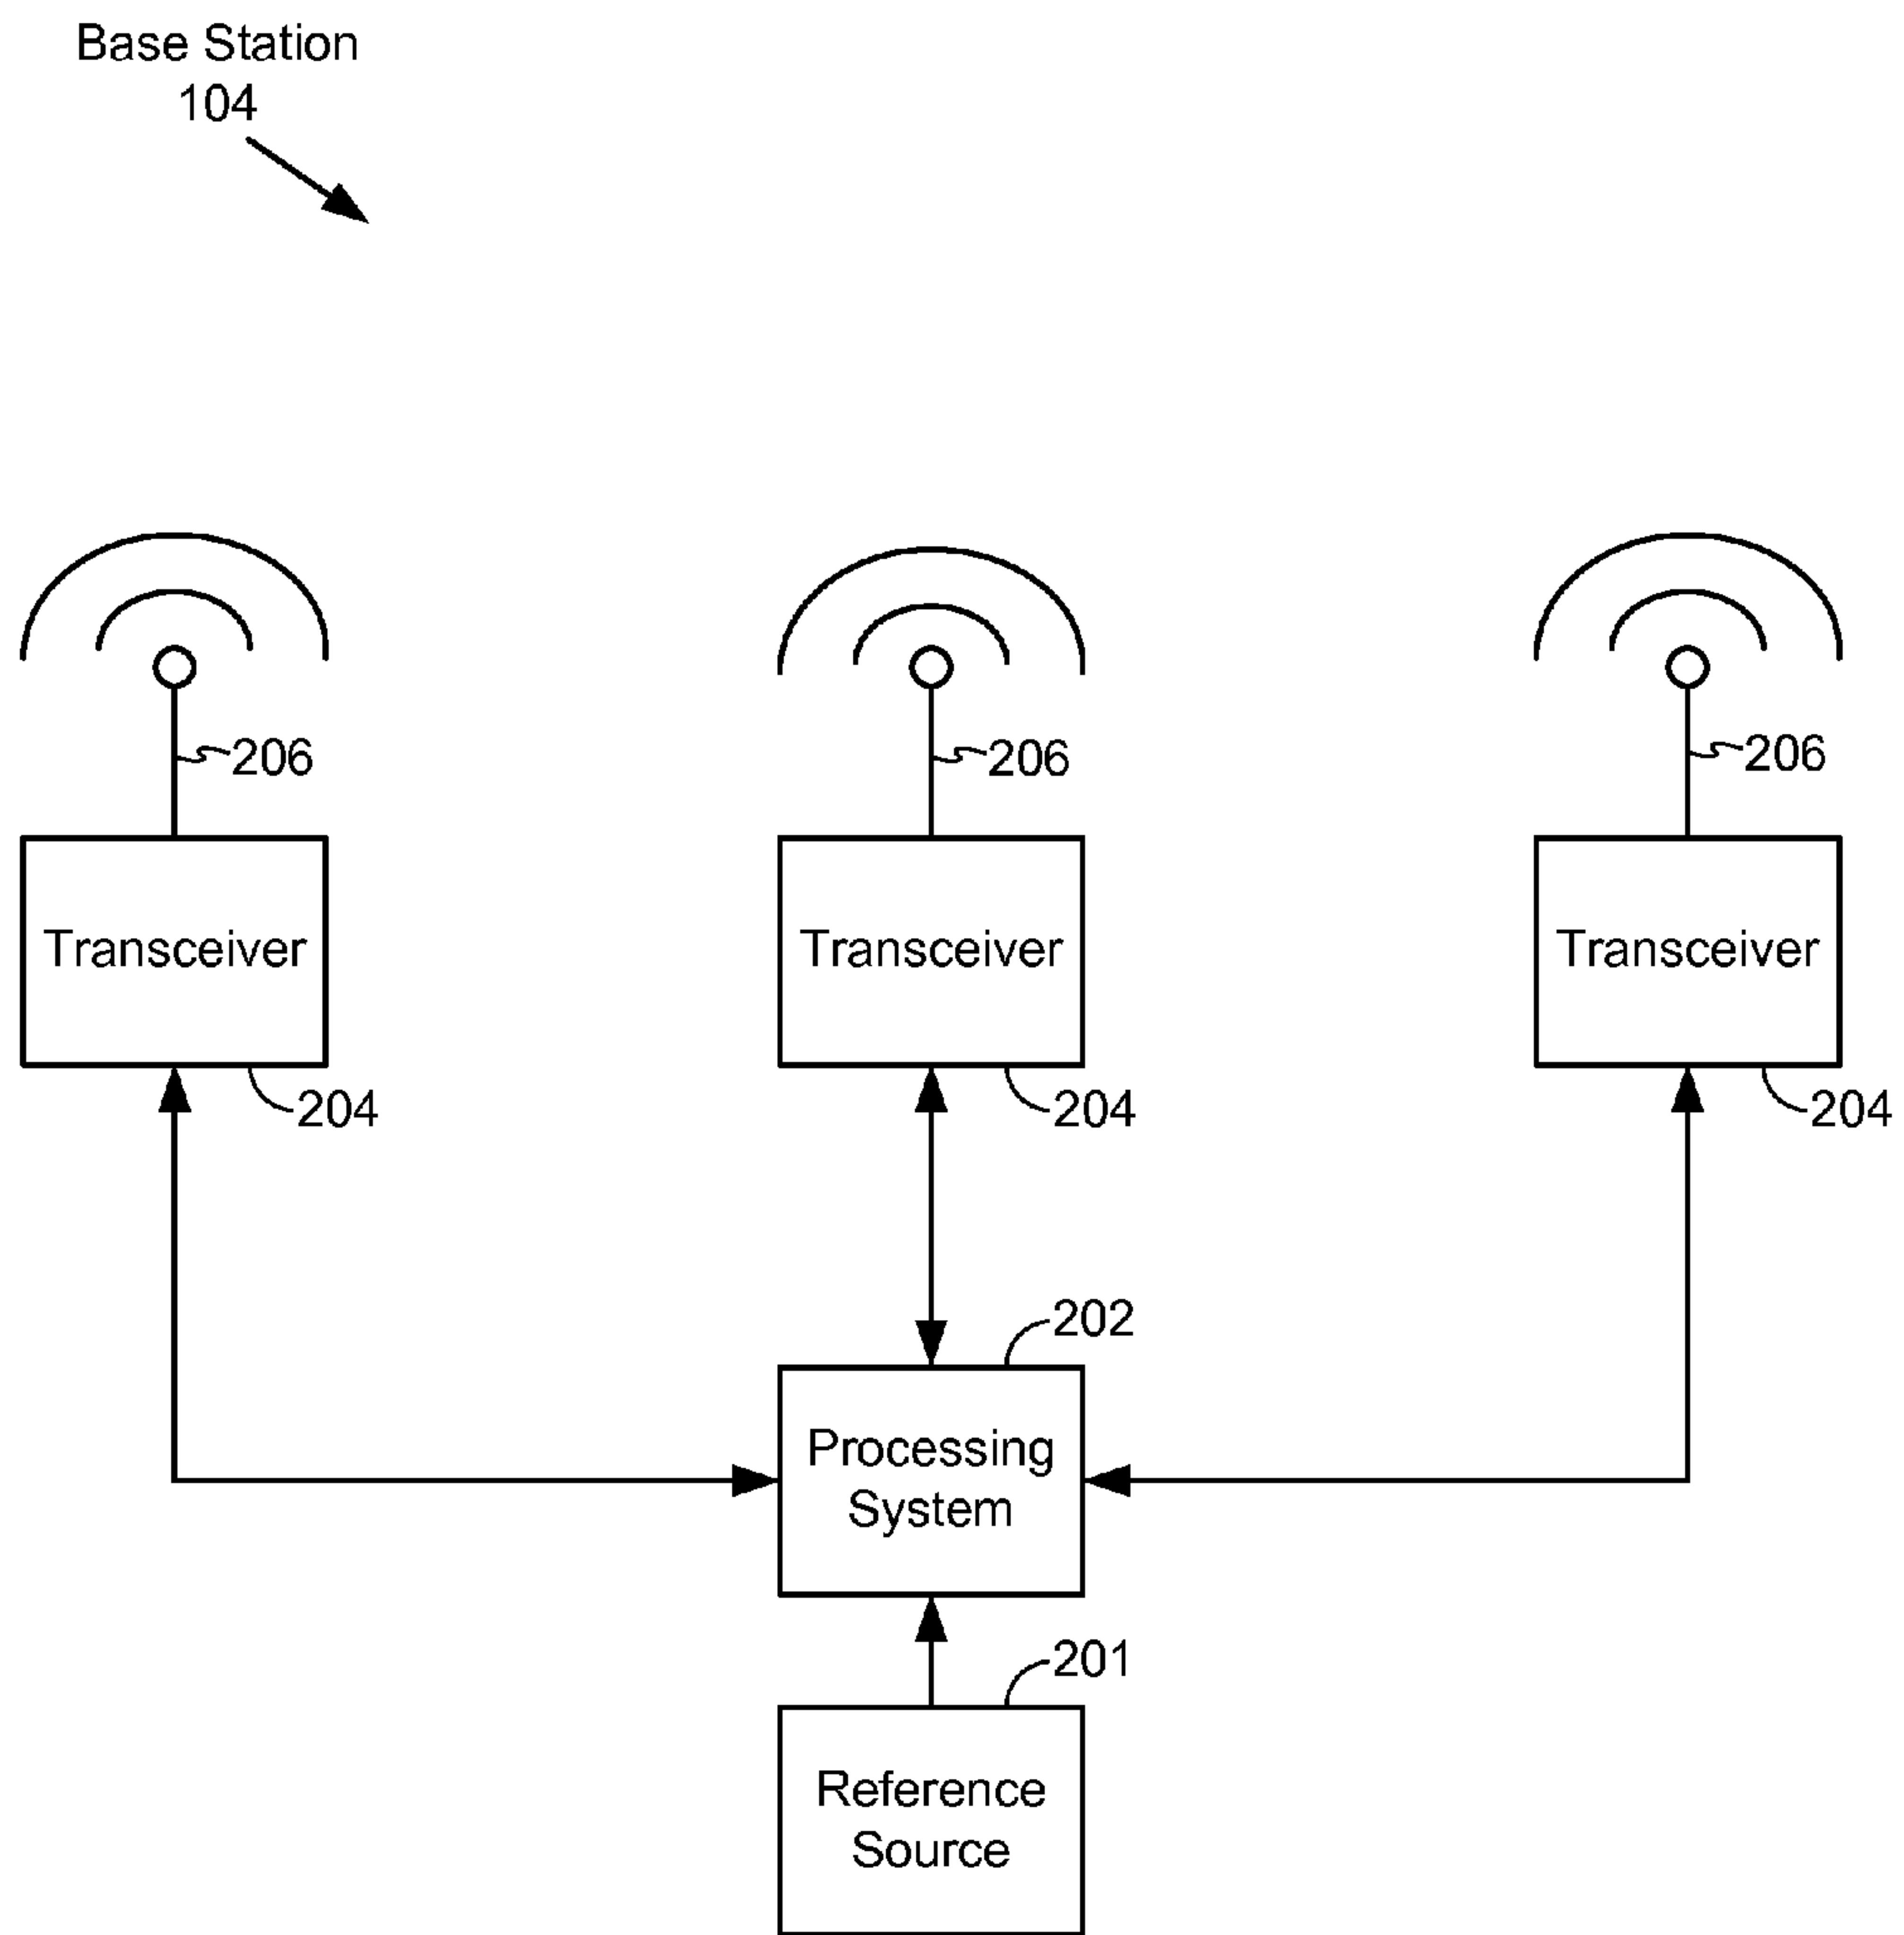 Base Station
104
206
206
206
Transceiver
Transceiver
Transceiver
204
204
204
202
Processing
System
201
Reference
Source